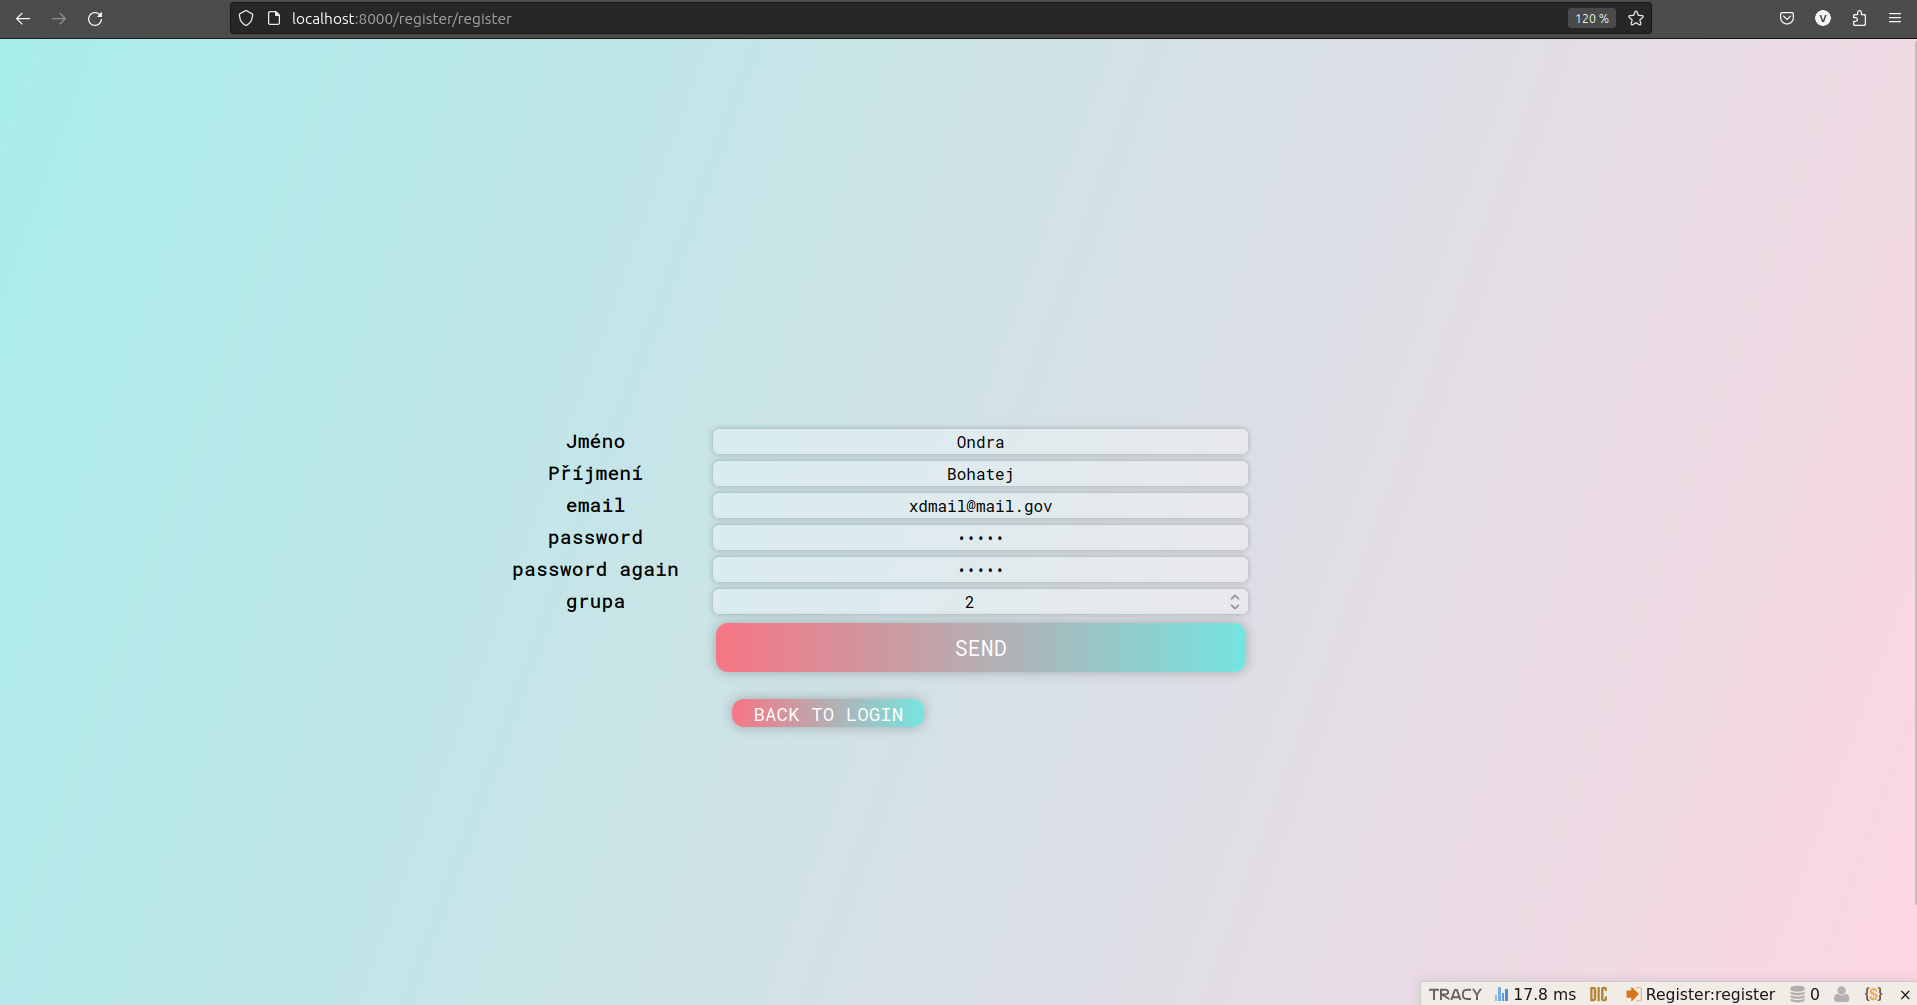 localhost:8000/register/register
120 %
V
Jméno
Ondra
Příjmení
Bohatej
email
xdmail@mail.gov
password
•••••
password again
•••••
grupa
2
SEND
BACK TO LOGIN
TRACY 17.8 ms DIC Register:register 0 {$} ×